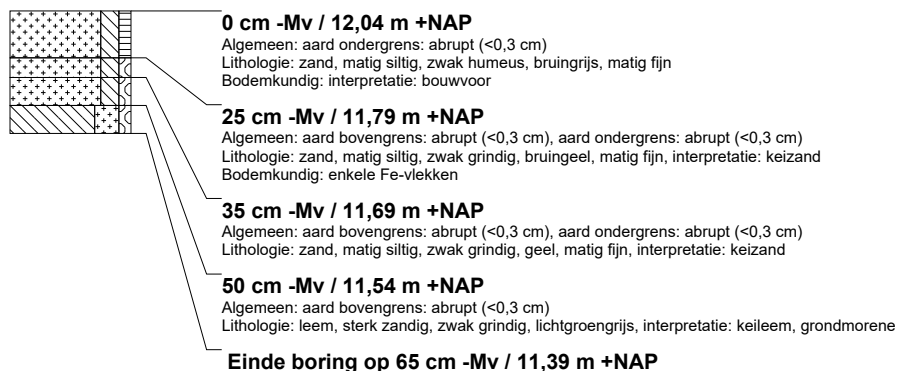 0 cm -Mv / 12,04 m +NAP
Algemeen: aard ondergrens: abrupt (<0,3 cm)
Lithologie: zand, matig siltig, zwak humeus, bruingrijs, matig fijn
Bodemkundig: interpretatie: bouwvoor
25 cm -Mv / 11,79 m +NAP
Algemeen: aard bovengrens: abrupt (<0,3 cm), aard ondergrens: abrupt (<0,3 cm)
Lithologie: zand, matig siltig, zwak grindig, bruingeel, matig fijn, interpretatie: keizand
Bodemkundig: enkele Fe-vlekken
35 cm -Mv / 11,69 m +NAP
Algemeen: aard bovengrens: abrupt (<0,3 cm), aard ondergrens: abrupt (<0,3 cm)
Lithologie: zand, matig siltig, zwak grindig, geel, matig fijn, interpretatie: keizand
50 cm -Mv / 11,54 m +NAP
Algemeen: aard bovengrens: abrupt (<0,3 cm)
Lithologie: leem, sterk zandig, zwak grindig, lichtgroengrijs, interpretatie: keileem, grondmorene
Einde boring op 65 cm -Mv / 11,39 m +NAP